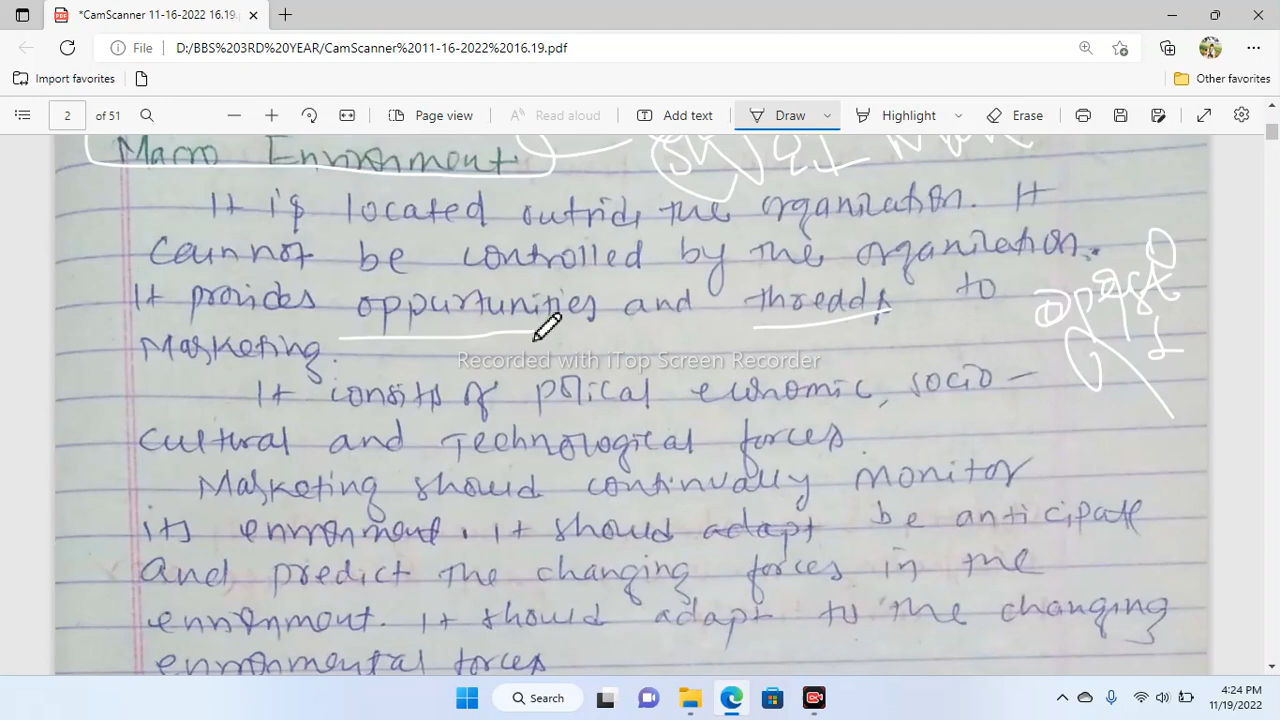 *CamScanner 11-16-2022 16.19.p
File
D:/BBS%203RD%20YEAR/CamScanner%2011-16-2022%2016.19.pdf
Import favorites
Other favorites
2 of 51
Page view
Read aloud
Add text
Draw
Highlight
Erase
Macro Environment
It is located outside the organization. It
cannot be controlled by the organization.
It provides oppurtunities and threads to
Marketing.
Recorded with iTop Screen Recorder
It consits of political economic, socio -
cultural and Technological forces
Marketing should continually monitor
its environment. It should adapt be anticipate
and predict the changing forces in the
environment. It should adapt to the changing
environmental forces
Search
4:24 PM
11/19/2022